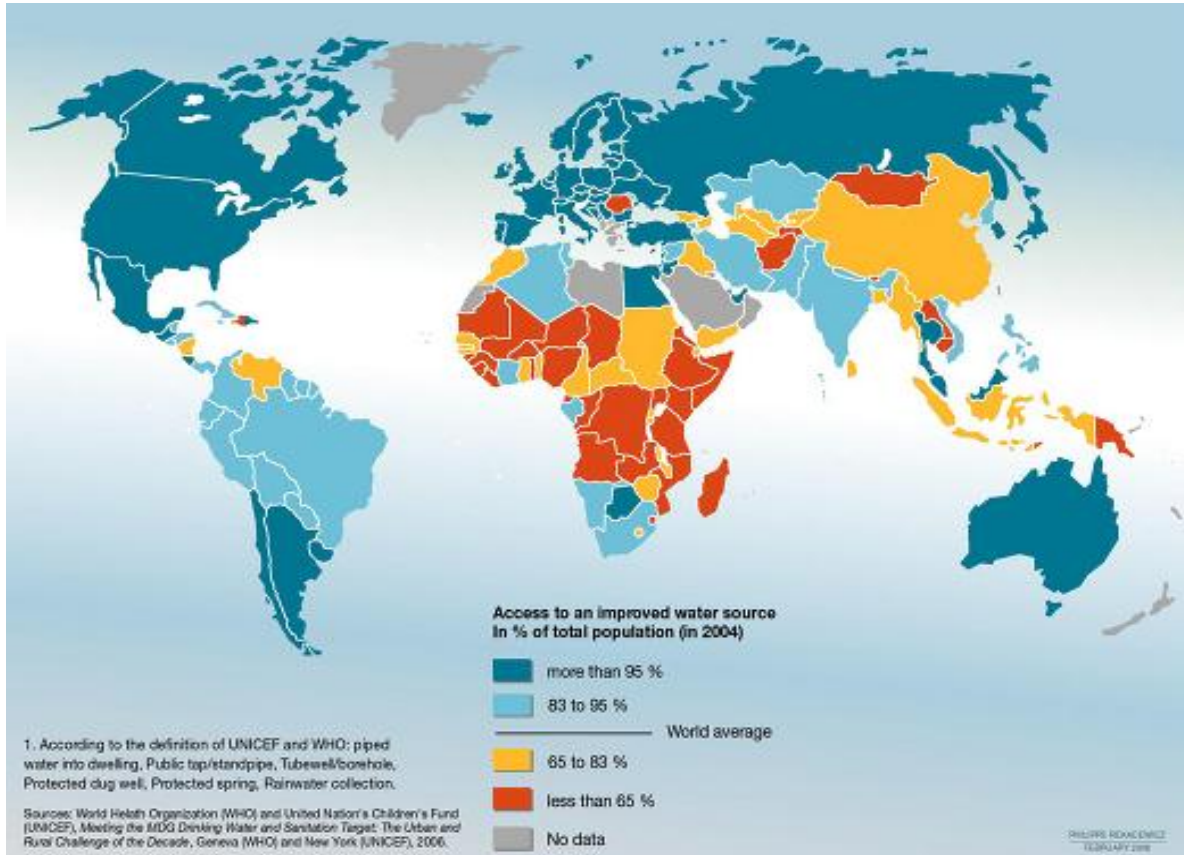 Access to an improved water source
In % of total population (in 2004)
more than 95 %
83 to 95 %
World average
65 to 83 %
less than 65 %
No data
1. According to the definition of UNICEF and WHO: piped
water into dwelling, Public tap/standpipe, Tubewell/borehole,
Protected dug well, Protected spring, Rainwater collection.
Sources: World Helath Organization (WHO) and United Nation's Children's Fund
(UNICEF), Meeting the MDG Drinking Water and Sanitation Target: The Urban and
Rural Challenge of the Decade, Geneva (WHO) and New York (UNICEF), 2006.
PHILIPPE REKACEWICZ
FEBRUARY